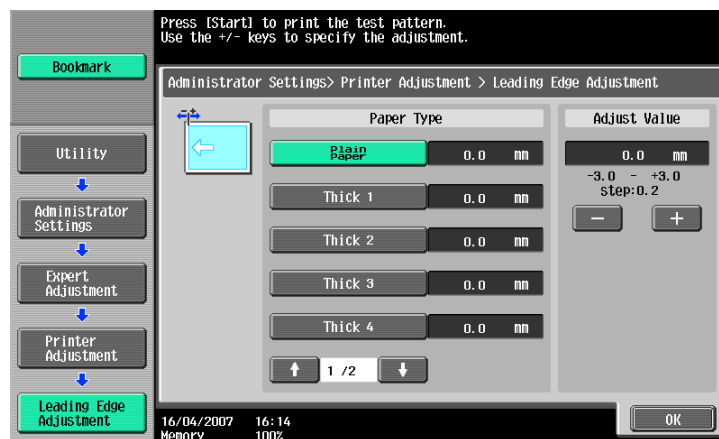 Press [Start] to print the test pattern.
Use the +/- keys to specify the adjustment.
Bookmark
Administrator Settings> Printer Adjustment > Leading Edge Adjustment
Utility
Administrator
Settings
Expert
Adjustment
Printer
Adjustment
Leading Edge
Adjustment
- +
Paper Type
Plain
Paper
0.0 mm
Thick 1
0.0 mm
Thick 2
0.0 mm
Thick 3
0.0 mm
Thick 4
0.0 mm
1 /2
Adjust Value
0.0 mm
-3.0 - +3.0
step:0.2
- +
16/04/2007 16:14
Memory 100%
OK